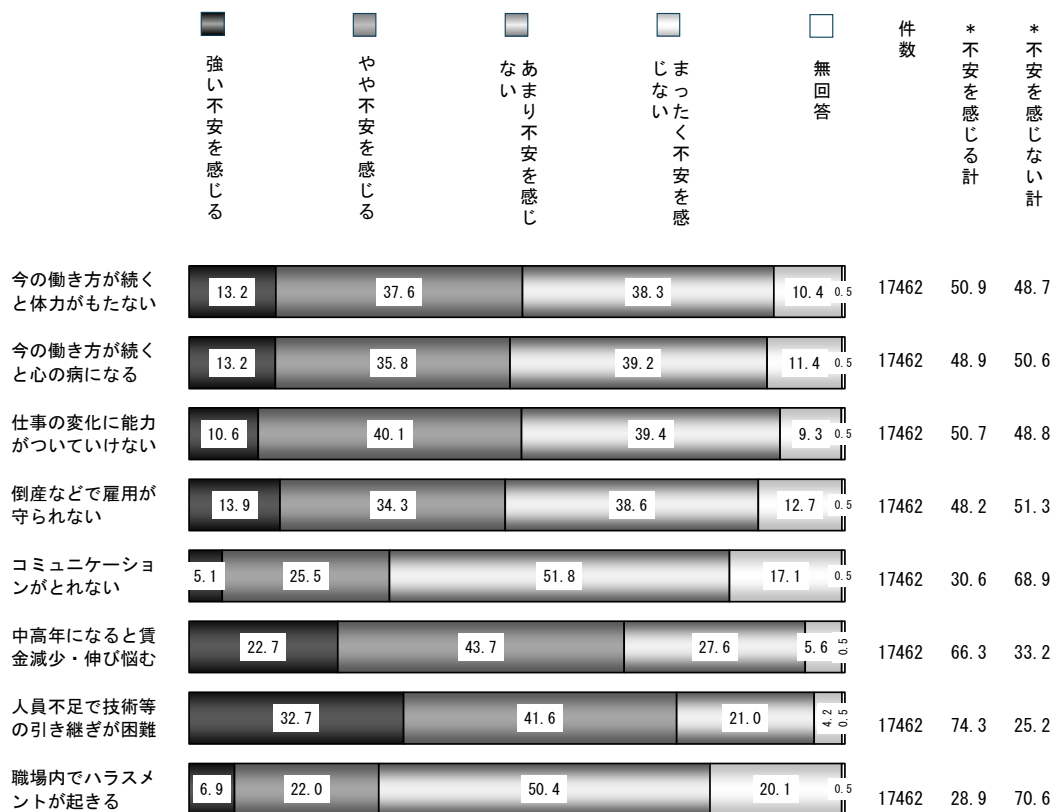 強い不安を感じる
やや不安を感じる
あまり不安を感じ
ない
まったく不安を感
じない
無回答
件数
*不安を感じる計
*不安を感じない計
今の働き方が続く
と体力がもたない
13.2 37.6 38.3 10.4 0.5 17462 50.9 48.7
今の働き方が続く
と心の病になる
13.2 35.8 39.2 11.4 0.5 17462 48.9 50.6
仕事の変化に能力
がついていけない
10.6 40.1 39.4 9.3 0.5 17462 50.7 48.8
倒産などで雇用が
守られない
13.9 34.3 38.6 12.7 0.5 17462 48.2 51.3
コミュニケーショ
ンがとれない
5.1 25.5 51.8 17.1 0.5 17462 30.6 68.9
中高年になると賃
金減少・伸び悩む
22.7 43.7 27.6 5.6 0.5 17462 66.3 33.2
人員不足で技術等
の引き継ぎが困難
32.7 41.6 21.0 4.2 0.5 17462 74.3 25.2
職場内でハラスメ
ントが起きる
6.9 22.0 50.4 20.1 0.5 17462 28.9 70.6